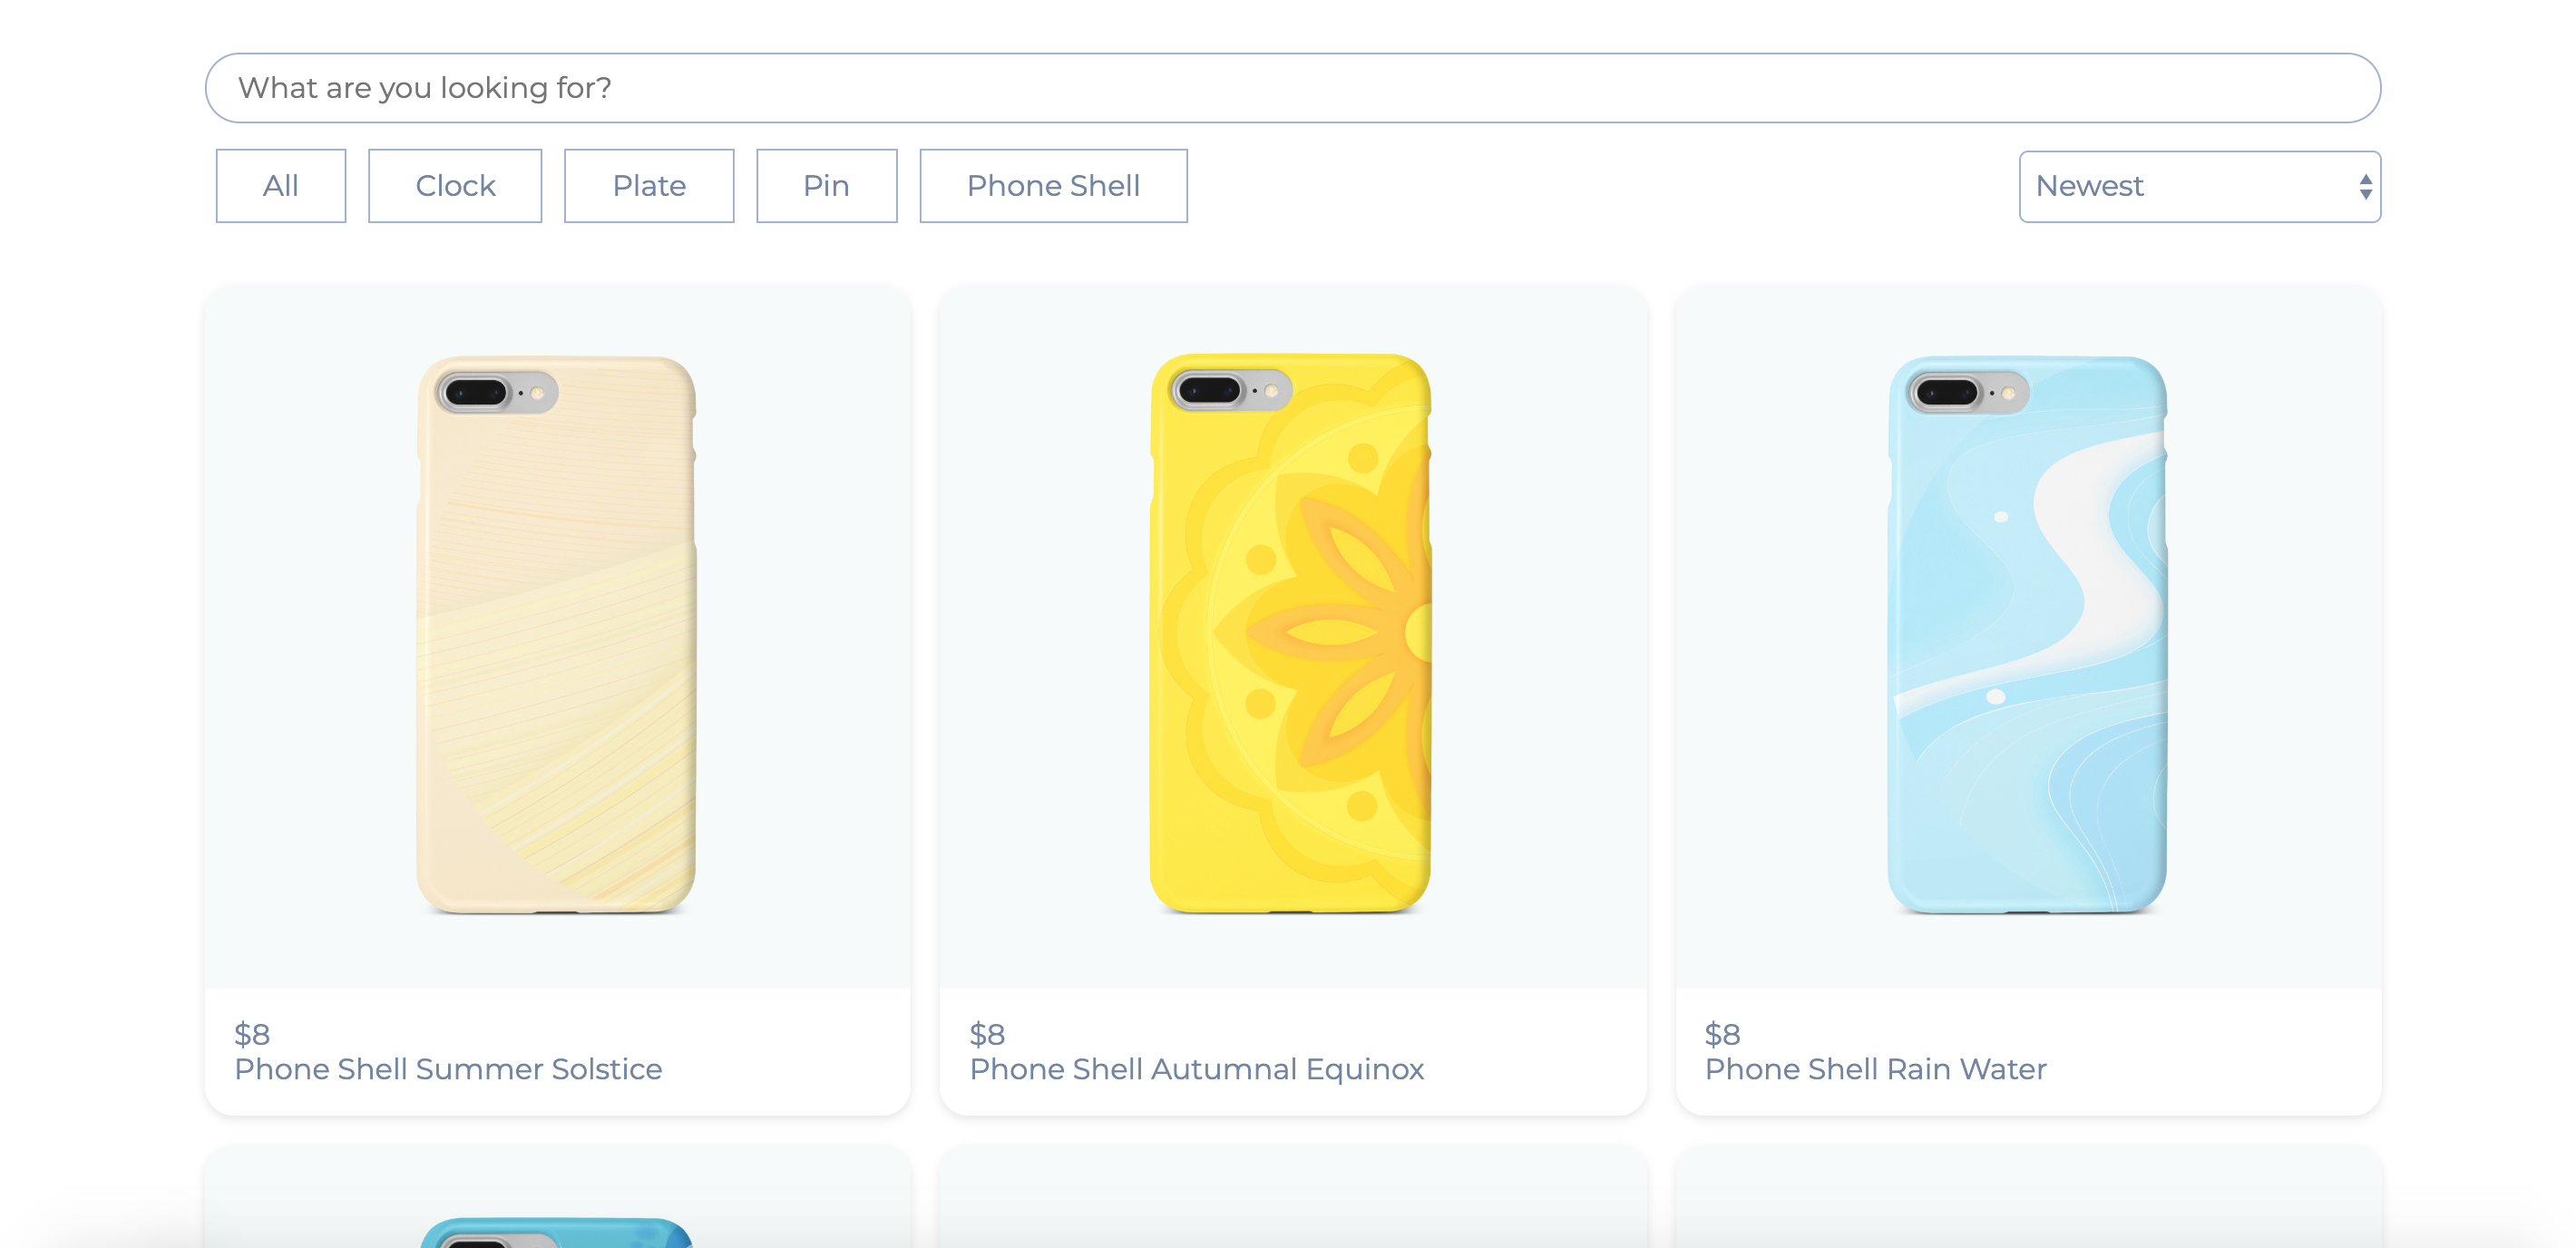 What are you looking for?
All Clock Plate Pin Phone Shell Newest
$8
Phone Shell Summer Solstice
$8
Phone Shell Autumnal Equinox
$8
Phone Shell Rain Water